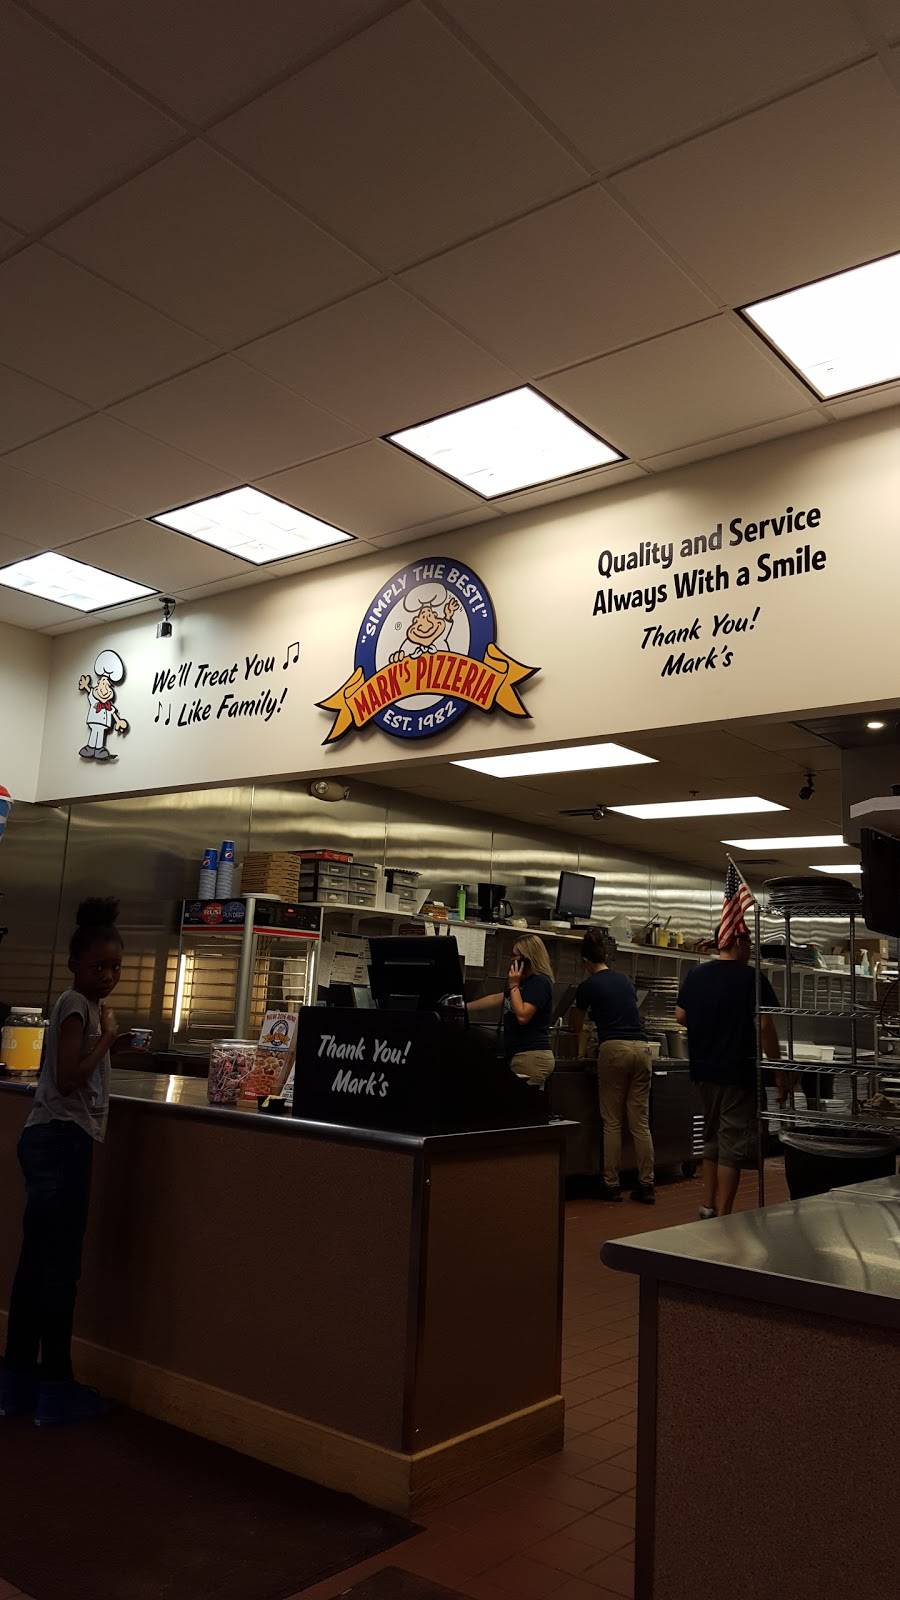 We'll Treat You
Like Family!
"SIMPLY THE BEST!"
®
MARK'S PIZZERIA
EST. 1982
Quality and Service
Always With a Smile
Thank You!
Mark's
Thank You!
Mark's